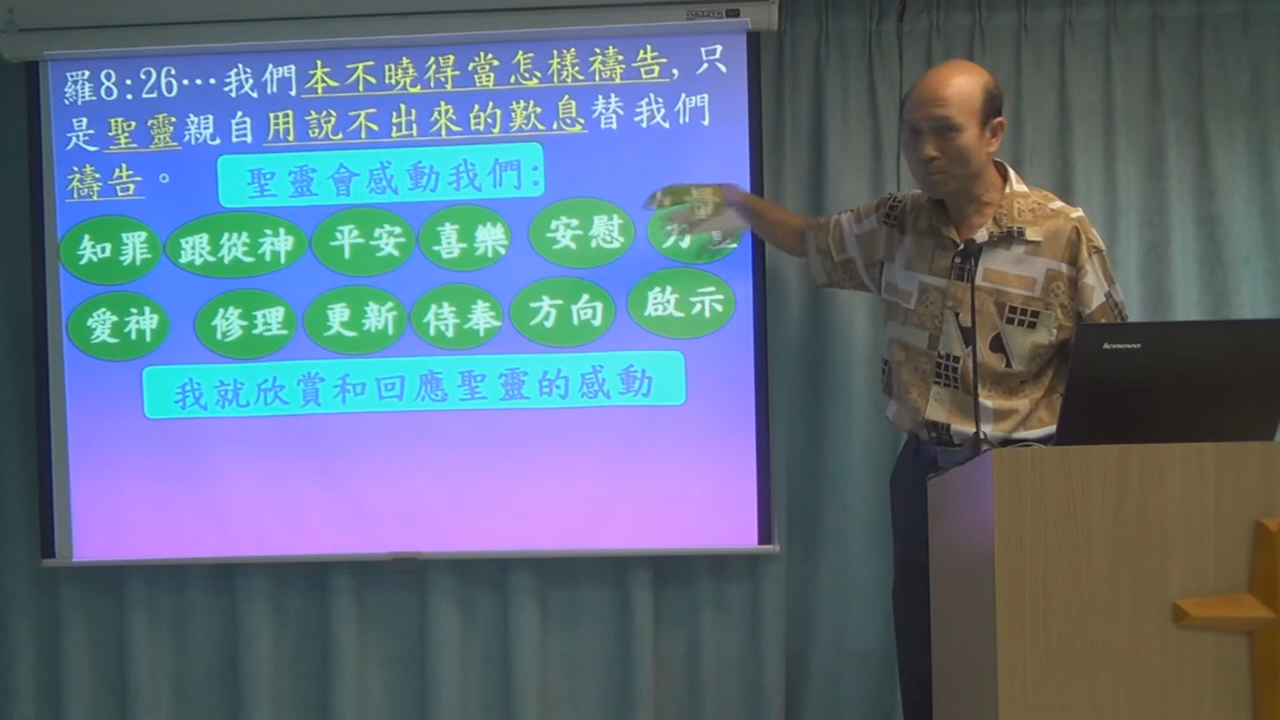 羅8:26…我們本不曉得當怎樣禱告,只
是聖靈親自用說不出來的歎息替我們
禱告。
聖靈會感動我們:
知罪 跟從神 平安 喜樂 安慰
愛神 修理 更新 侍奉 方向 啟示
我就欣賞和回應聖靈的感動
lenovo